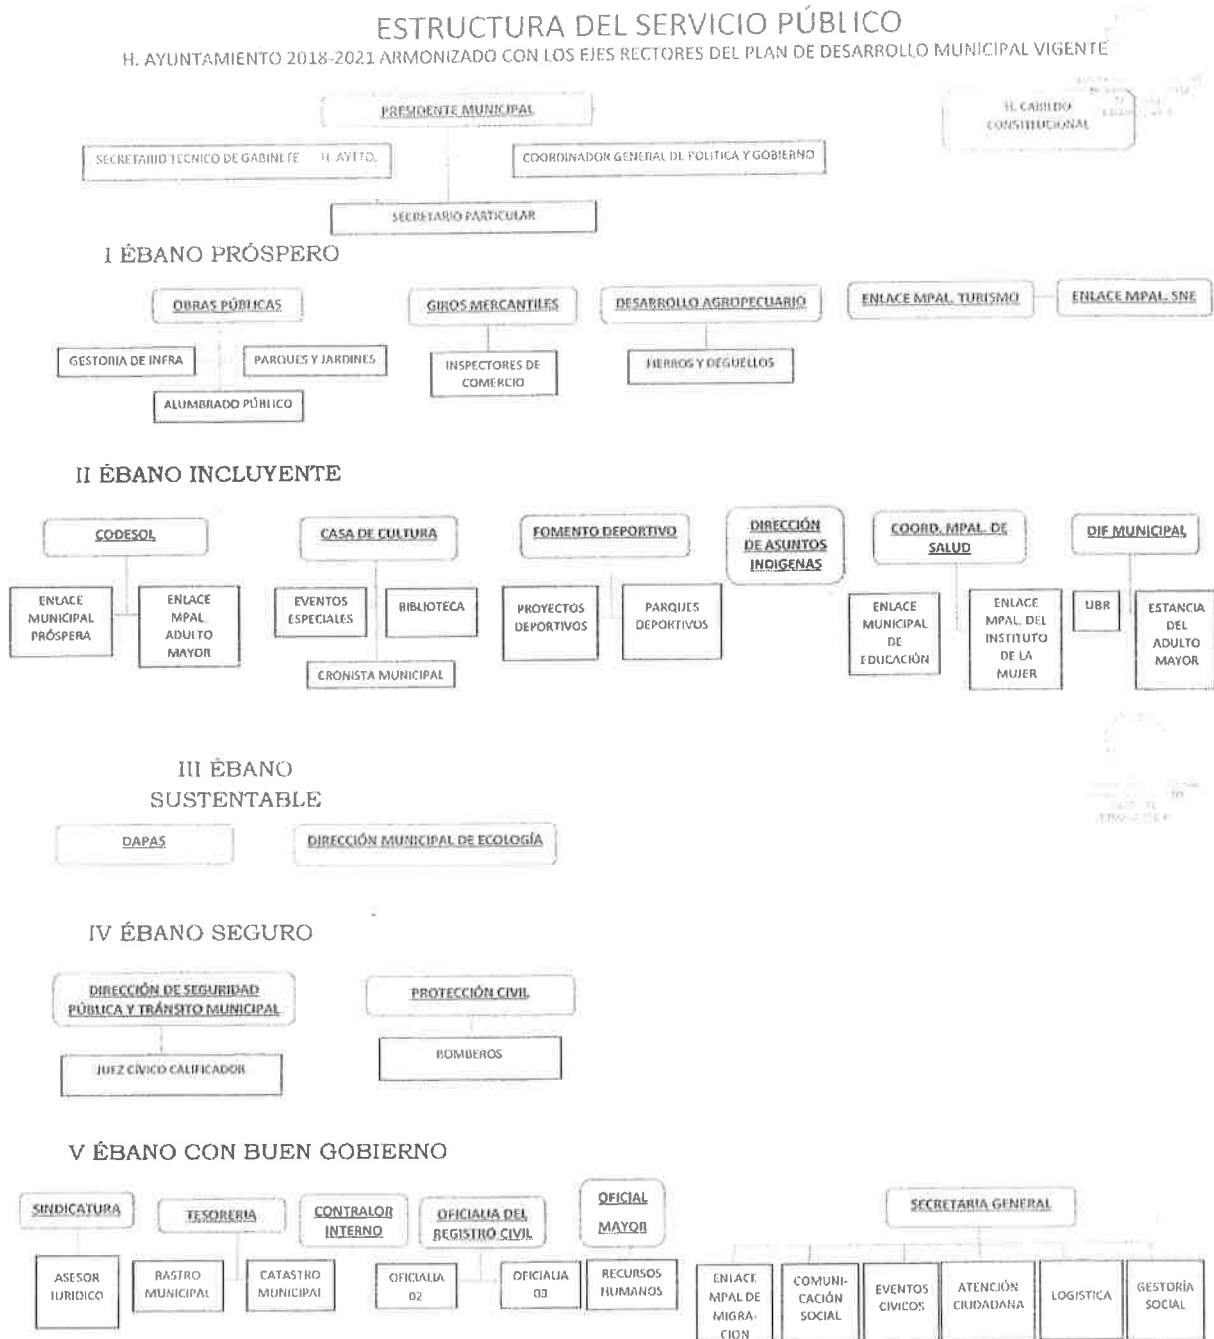 ESTRUCTURA DEL SERVICIO PÚBLICO
H. AYUNTAMIENTO 2018-2021 ARMONIZADO CON LOS EJES RECTORES DEL PLAN DE DESARROLLO MUNICIPAL VIGENTE
PRESIDENTE MUNICIPAL
H. CABILDO
CONSTITUCIONAL
SECRETARIO TECNICO DE GABINETE H. AYTTO.
COORDINADOR GENERAL DE POLITICA Y GOBIERNO
SECRETARIO PARTICULAR
I ÉBANO PRÓSPERO
OBRAS PÚBLICAS
GIROS MERCANTILES
DESARROLLO AGROPECUARIO
ENLACE MPAL. TURISMO
ENLACE MPAL. SNE
GESTORIA DE INFRA
PARQUES Y JARDINES
ALUMBRADO PÚBLICO
INSPECTORES DE
COMERCIO
FIERROS Y DEGUELLOS
II ÉBANO INCLUYENTE
CODESOL
CASA DE CULTURA
FOMENTO DEPORTIVO
DIRECCIÓN
DE ASUNTOS
INDIGENAS
COORD. MPAL. DE
SALUD
DIF MUNICIPAL
ENLACE
MUNICIPAL
PRÓSPERA
ENLACE
MPAL.
ADULTO
MAYOR
EVENTOS
ESPECIALES
BIBLIOTECA
CRONISTA MUNICIPAL
PROYECTOS
DEPORTIVOS
PARQUES
DEPORTIVOS
ENLACE
MUNICIPAL
DE
EDUCACIÓN
ENLACE
MPAL. DEL
INSTITUTO
DE LA
MUJER
UBR
ESTANCIA
DEL
ADULTO
MAYOR
III ÉBANO
SUSTENTABLE
DAPAS
DIRECCIÓN MUNICIPAL DE ECOLOGÍA
IV ÉBANO SEGURO
DIRECCIÓN DE SEGURIDAD
PÚBLICA Y TRÁNSITO MUNICIPAL
PROTECCIÓN CIVIL
JUEZ CÍVICO CALIFICADOR
BOMBEROS
V ÉBANO CON BUEN GOBIERNO
SINDICATURA
TESORERIA
CONTRALOR
INTERNO
OFICIALIA DEL
REGISTRO CIVIL
OFICIAL
MAYOR
SECRETARIA GENERAL
ASESOR
JURIDICO
RASTRO
MUNICIPAL
CATASTRO
MUNICIPAL
OFICIALIA
02
OFICIALIA
03
RECURSOS
HUMANOS
ENLACE
MPAL DE
MIGRA-
CION
COMUNI-
CACIÓN
SOCIAL
EVENTOS
CIVICOS
ATENCIÓN
CIUDADANA
LOGISTICA
GESTORÍA
SOCIAL